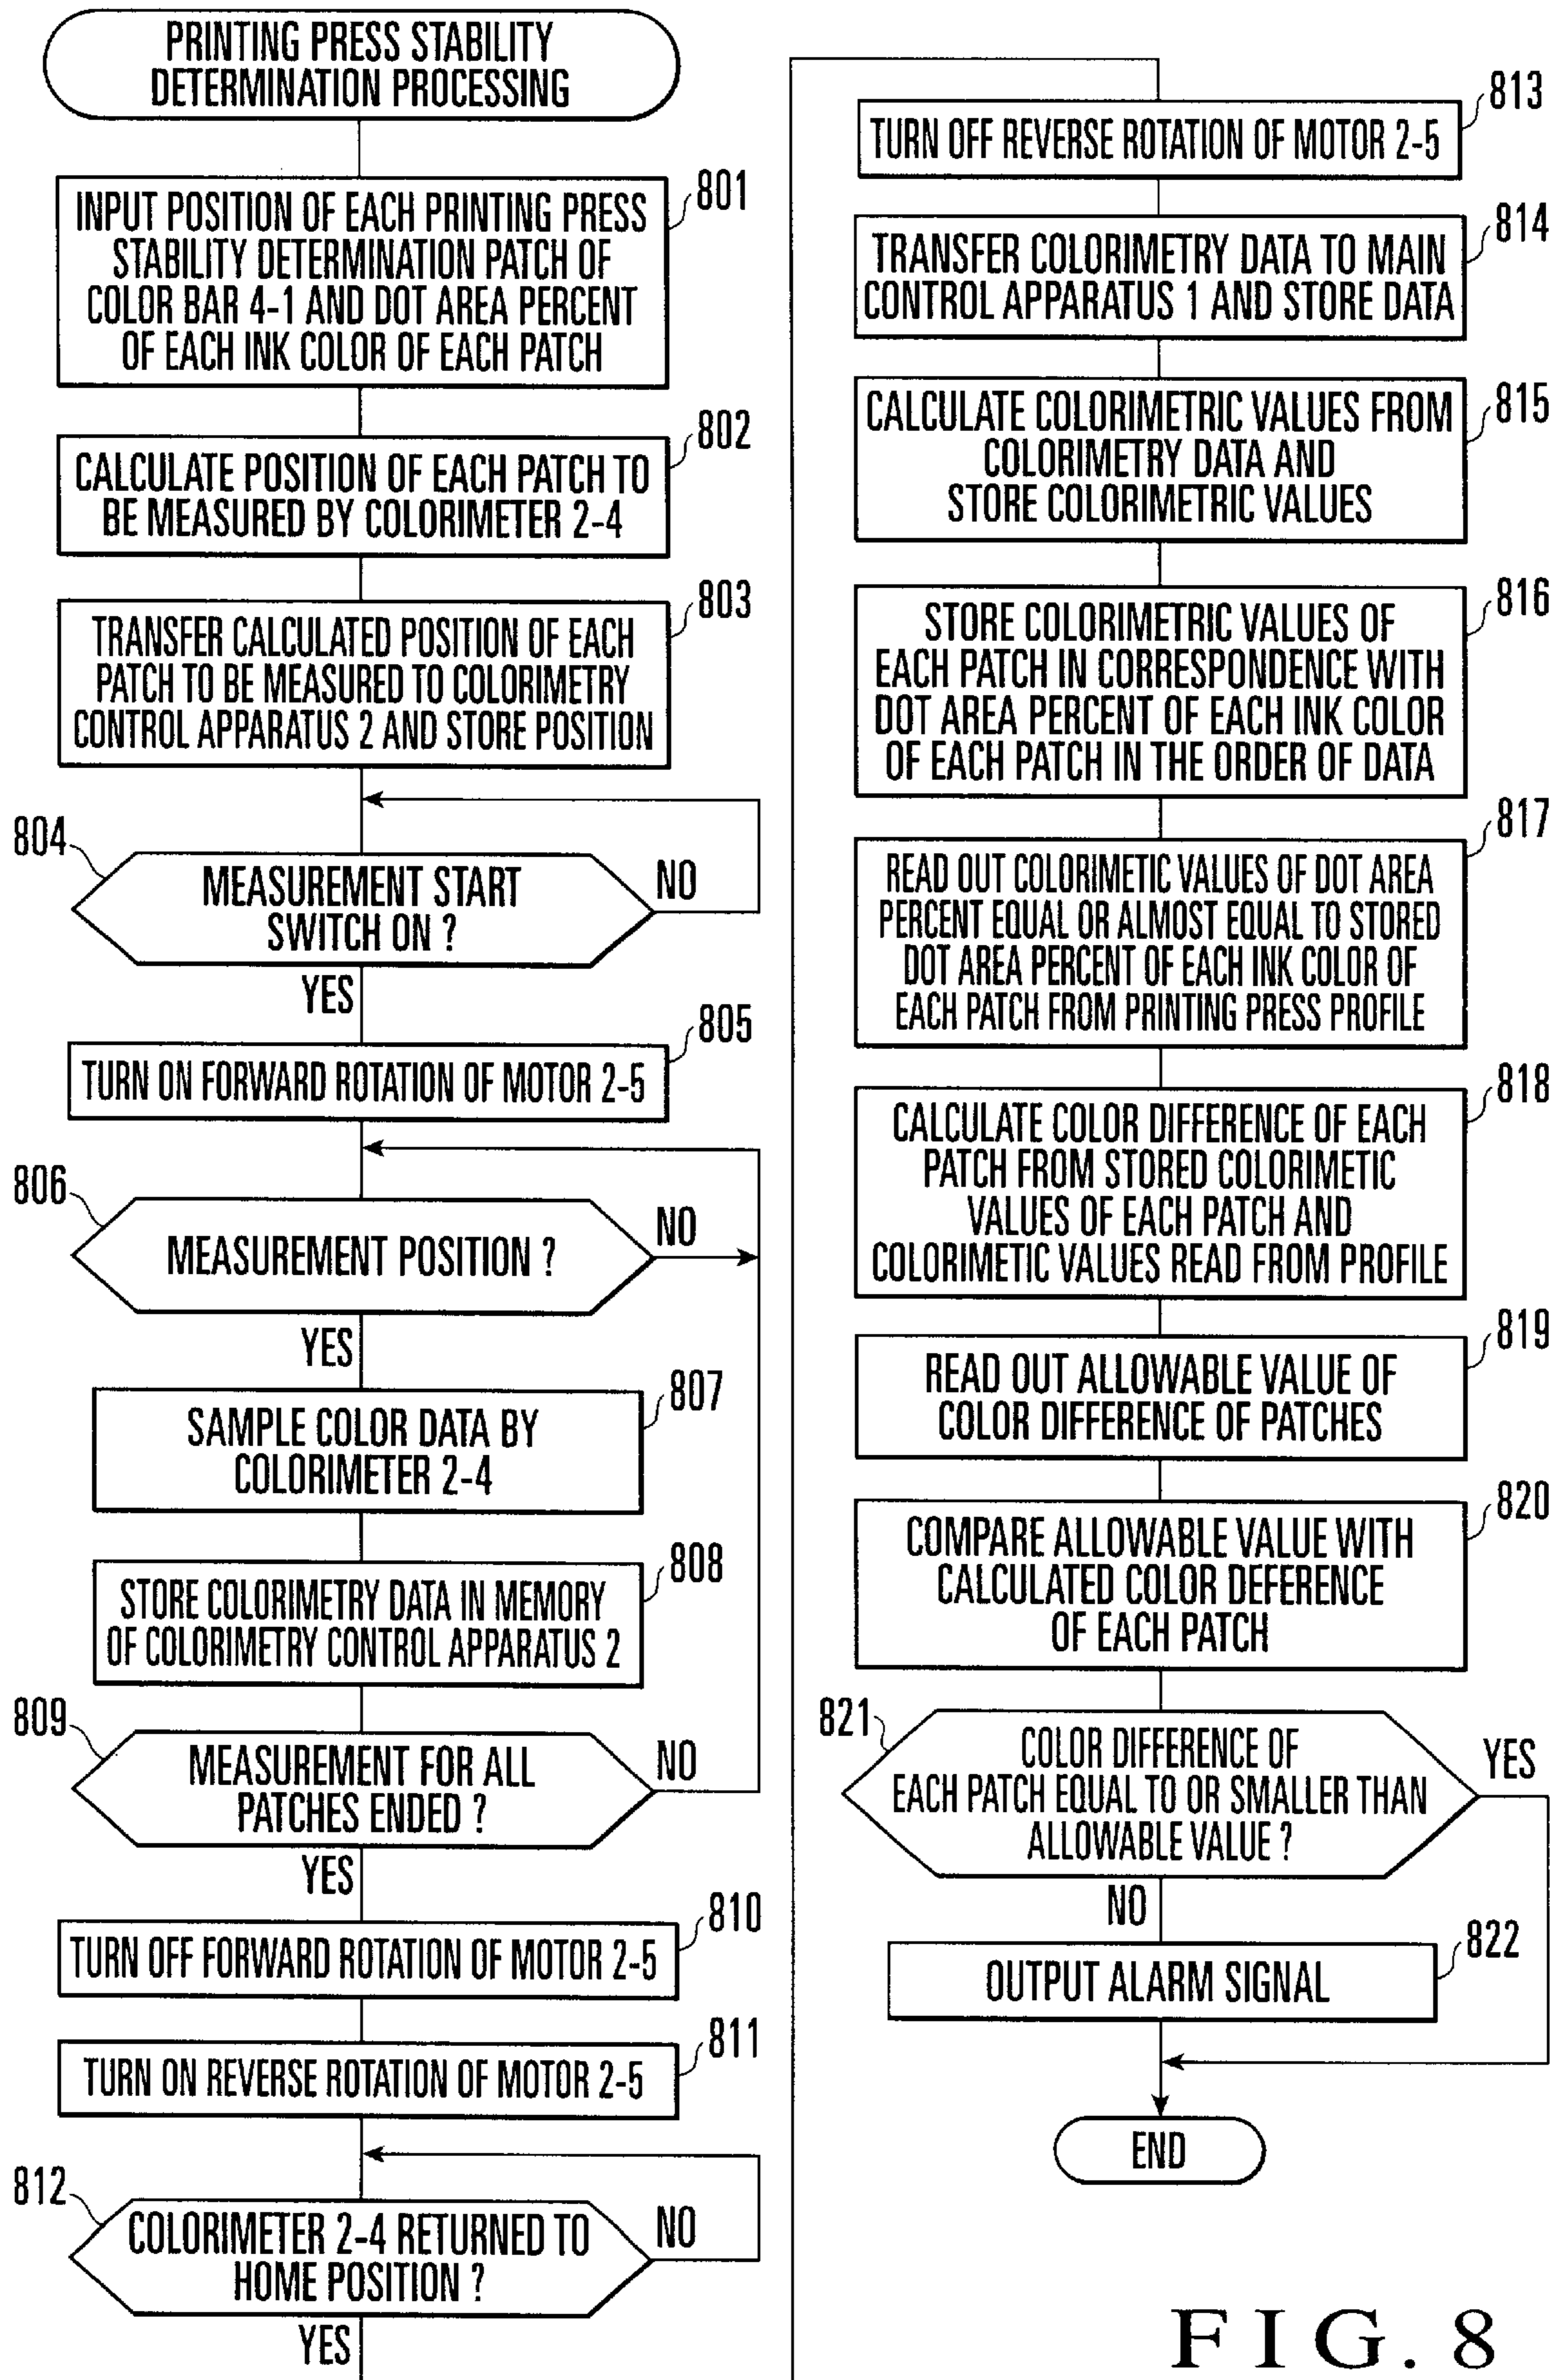 PRINTING PRESS STABILITY
DETERMINATION PROCESSING
801
INPUT POSITION OF EACH PRINTING PRESS
STABILITY DETERMINATION PATCH OF
COLOR BAR 4-1 AND DOT AREA PERCENT
OF EACH INK COLOR OF EACH PATCH
802
CALCULATE POSITION OF EACH PATCH TO
BE MEASURED BY COLORIMETER 2-4
803
TRANSFER CALCULATED POSITION OF EACH
PATCH TO BE MEASURED TO COLORIMETRY
CONTROL APPARATUS 2 AND STORE POSITION
804
MEASUREMENT START
SWITCH ON ?
NO
YES
805
TURN ON FORWARD ROTATION OF MOTOR 2-5
806
MEASUREMENT POSITION ?
NO
YES
807
SAMPLE COLOR DATA BY
COLORIMETER 2-4
808
STORE COLORIMETRY DATA IN MEMORY
OF COLORIMETRY CONTROL APPARATUS 2
809
MEASUREMENT FOR ALL
PATCHES ENDED ?
NO
YES
810
TURN OFF FORWARD ROTATION OF MOTOR 2-5
811
TURN ON REVERSE ROTATION OF MOTOR 2-5
812
COLORIMETER 2-4 RETURNED TO
HOME POSITION ?
NO
YES
813
TURN OFF REVERSE ROTATION OF MOTOR 2-5
814
TRANSFER COLORIMETRY DATA TO MAIN
CONTROL APPARATUS 1 AND STORE DATA
815
CALCULATE COLORIMETRIC VALUES FROM
COLORIMETRY DATA AND
STORE COLORIMETRIC VALUES
816
STORE COLORIMETRIC VALUES OF
EACH PATCH IN CORRESPONDENCE WITH
DOT AREA PERCENT OF EACH INK COLOR
OF EACH PATCH IN THE ORDER OF DATA
817
READ OUT COLORIMETIC VALUES OF DOT AREA
PERCENT EQUAL OR ALMOST EQUAL TO STORED
DOT AREA PERCENT OF EACH INK COLOR OF
EACH PATCH FROM PRINTING PRESS PROFILE
818
CALCULATE COLOR DIFFERENCE OF EACH
PATCH FROM STORED COLORIMETIC
VALUES OF EACH PATCH AND
COLORIMETIC VALUES READ FROM PROFILE
819
READ OUT ALLOWABLE VALUE OF
COLOR DIFFERENCE OF PATCHES
820
COMPARE ALLOWABLE VALUE WITH
CALCULATED COLOR DEFERENCE
OF EACH PATCH
821
COLOR DIFFERENCE OF
EACH PATCH EQUAL TO OR SMALLER THAN
ALLOWABLE VALUE ?
YES
NO
822
OUTPUT ALARM SIGNAL
END
FIG. 8